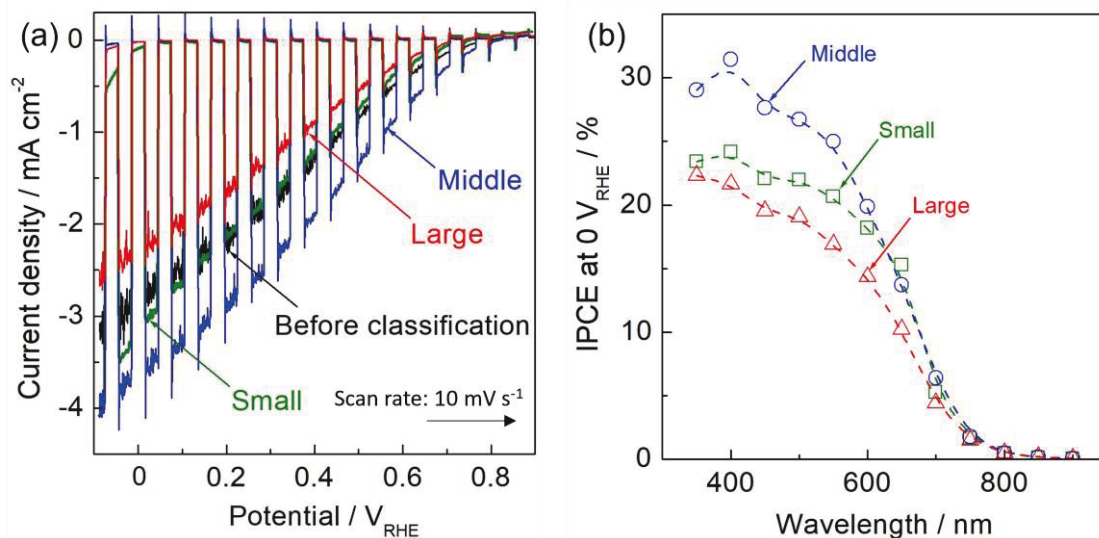 (a)
0
-1
-2
-3
-4
Current density / mA cm⁻²
Middle
Large
Before classification
Small
Scan rate: 10 mV s⁻¹
0 0.2 0.4 0.6 0.8
Potential / V_RHE
(b)
30
20
10
0
IPCE at 0 V_RHE / %
Middle
Small
Large
400 600 800
Wavelength / nm